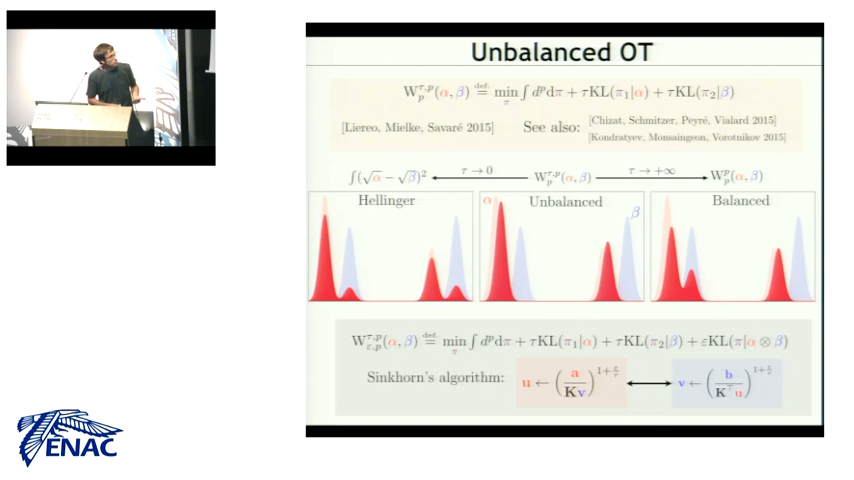 Unbalanced OT
W_p^{τ,p}(α, β) =^{def.} min_π ∫ d^p dπ + τKL(π₁|α) + τKL(π₂|β)
[Liereo, Mielke, Savaré 2015] See also: [Chizat, Schmitzer, Peyré, Vialard 2015]
[Kondratyev, Monsaingeon, Vorotnikov 2015]
∫(√α − √β)² ← τ → 0 — W_p^{τ,p}(α, β) — τ → +∞ → W_p^p(α, β)
Hellinger α Unbalanced β Balanced
W_{ε,p}^{τ,p}(α, β) =^{def.} min_π ∫ d^p dπ + τKL(π₁|α) + τKL(π₂|β) + εKL(π|α ⊗ β)
Sinkhorn's algorithm: u ← (a / Kv)^{1+ε/τ} ↔ v ← (b / K^⊤u)^{1+ε/τ}
ENAC